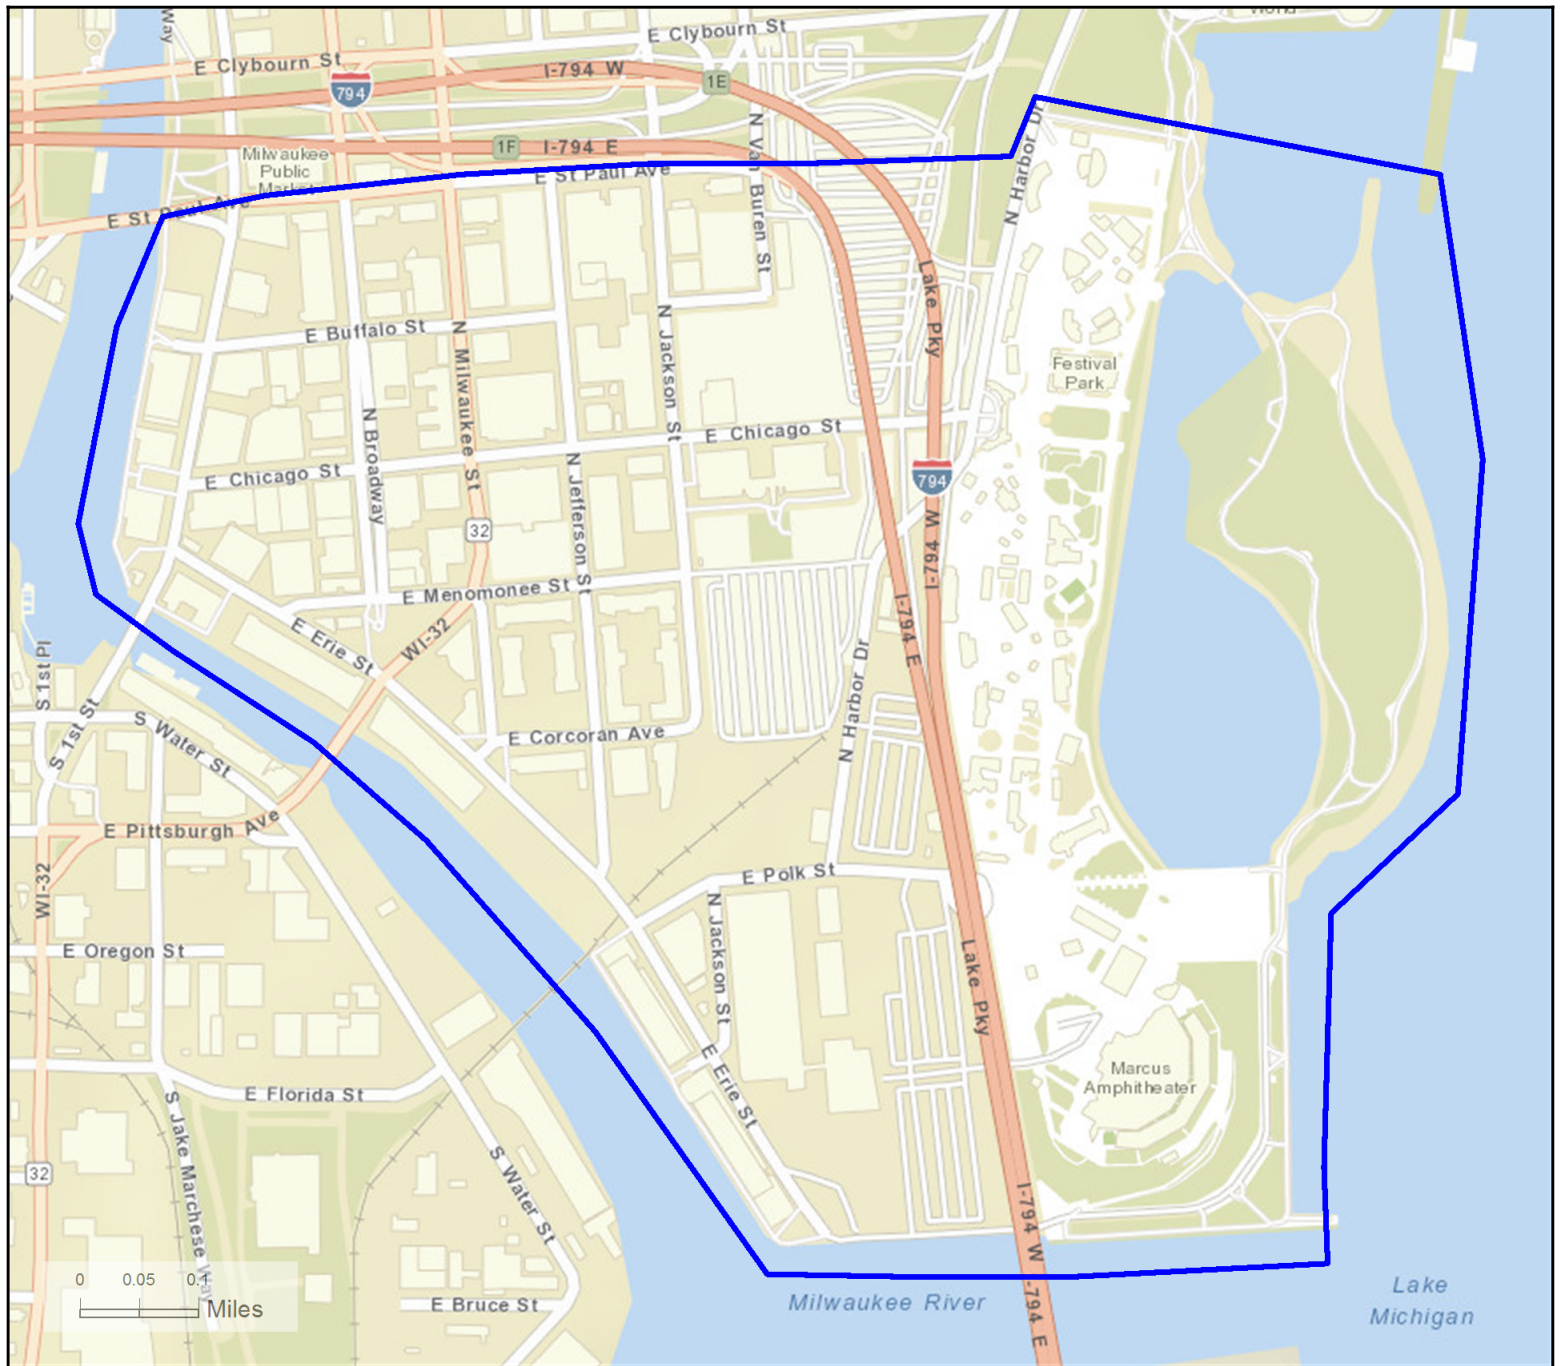 Way
World
E Clybourn St
E Clybourn St
I-794 W
1E
794
1F
I-794 E
Milwaukee
Public
Market
E St Paul Ave
E St Paul Ave
N Van Buren St
N Harbor Dr
Lake Pky
E Buffalo St
N Milwaukee St
N Jackson St
Festival
Park
N Broadway
E Chicago St
E Chicago St
N Jefferson St
794
32
I-794 W
I-794 E
E Menomonee St
E Erie St
WI-32
S 1st Pl
S 1st St
S Water St
E Corcoran Ave
N Harbor Dr
E Pittsburgh Ave
WI-32
E Polk St
N Jackson St
E Oregon St
Lake Pky
E Erie St
Marcus
Amphitheater
E Florida St
S Jake Marchese Way
S Water St
32
I-794 W
I-794 E
0 0.05 0.1
Miles
E Bruce St
Milwaukee River
Lake
Michigan